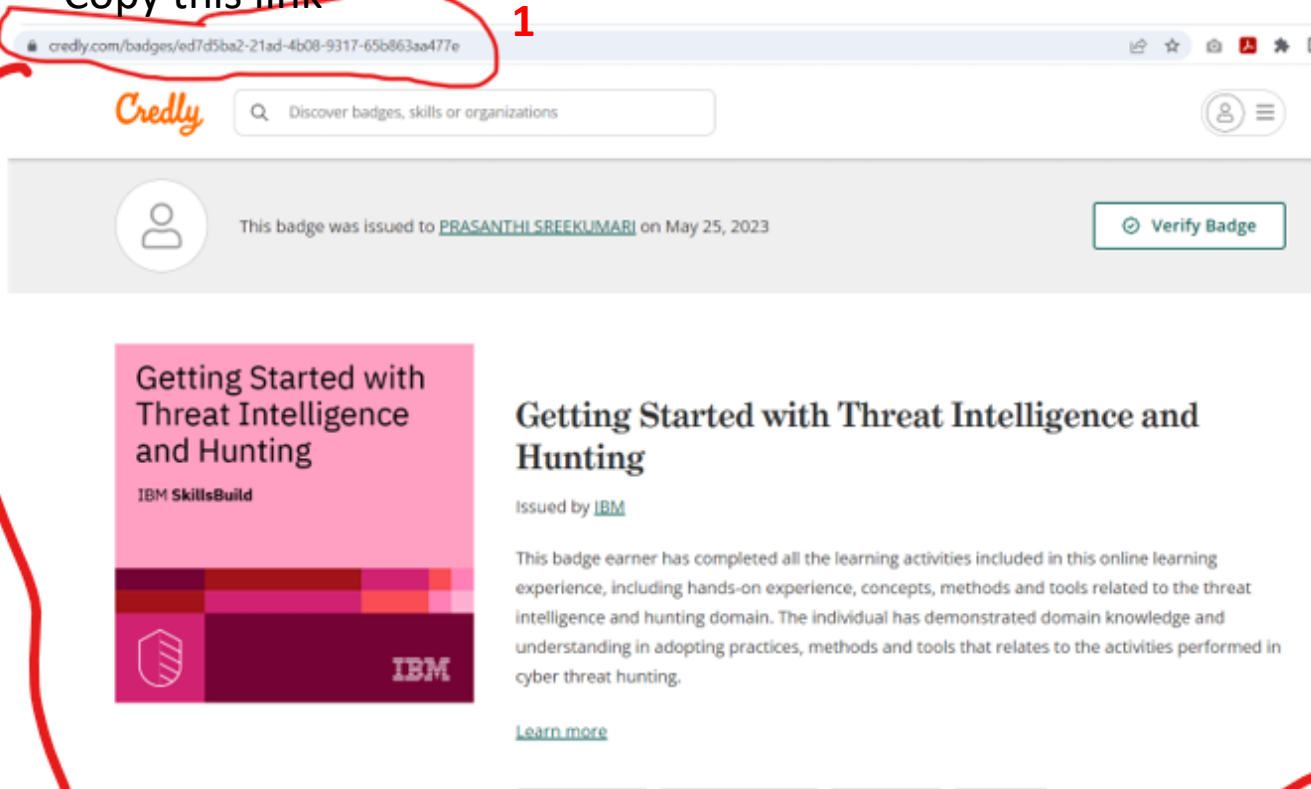 Copy this link
1
credly.com/badges/ed7d5ba2-21ad-4b08-9317-65b863aa477e
Credly
Discover badges, skills or organizations
This badge was issued to PRASANTHI SREEKUMARI on May 25, 2023
Verify Badge
Getting Started with
Threat Intelligence
and Hunting
IBM SkillsBuild
IBM
Getting Started with Threat Intelligence and
Hunting
Issued by IBM
This badge earner has completed all the learning activities included in this online learning
experience, including hands-on experience, concepts, methods and tools related to the threat
intelligence and hunting domain. The individual has demonstrated domain knowledge and
understanding in adopting practices, methods and tools that relates to the activities performed in
cyber threat hunting.
Learn more